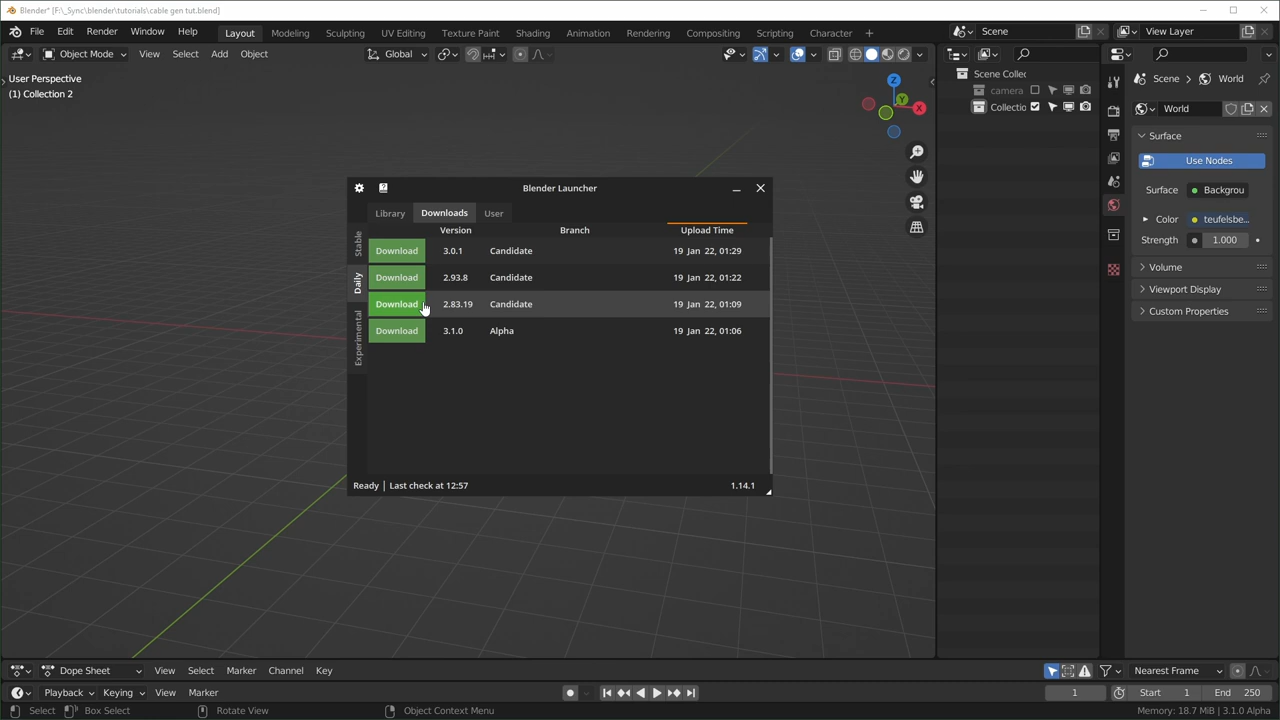 Blender* [F:\_Sync\blender\tutorials\cable gen tut.blend]
File Edit Render Window Help Layout Modeling Sculpting UV Editing Texture Paint Shading Animation Rendering Compositing Scripting Character + Scene View Layer
Object Mode View Select Add Object Global
User Perspective
(1) Collection 2
Z
Y
X
Scene Collec
camera
Collectio
Scene > World
World
Surface
Use Nodes
Surface Backgrou
Color teufelsbe...
Strength 1.000
Volume
Viewport Display
Custom Properties
Blender Launcher
Library Downloads User
Stable
Daily
Experimental
Version Branch Upload Time
Download 3.0.1 Candidate 19 Jan 22, 01:29
Download 2.93.8 Candidate 19 Jan 22, 01:22
Download 2.83.19 Candidate 19 Jan 22, 01:09
Download 3.1.0 Alpha 19 Jan 22, 01:06
Ready | Last check at 12:57 1.14.1
Dope Sheet View Select Marker Channel Key Nearest Frame
Playback Keying View Marker 1 Start 1 End 250
Select Box Select Rotate View Object Context Menu Memory: 18.7 MiB | 3.1.0 Alpha